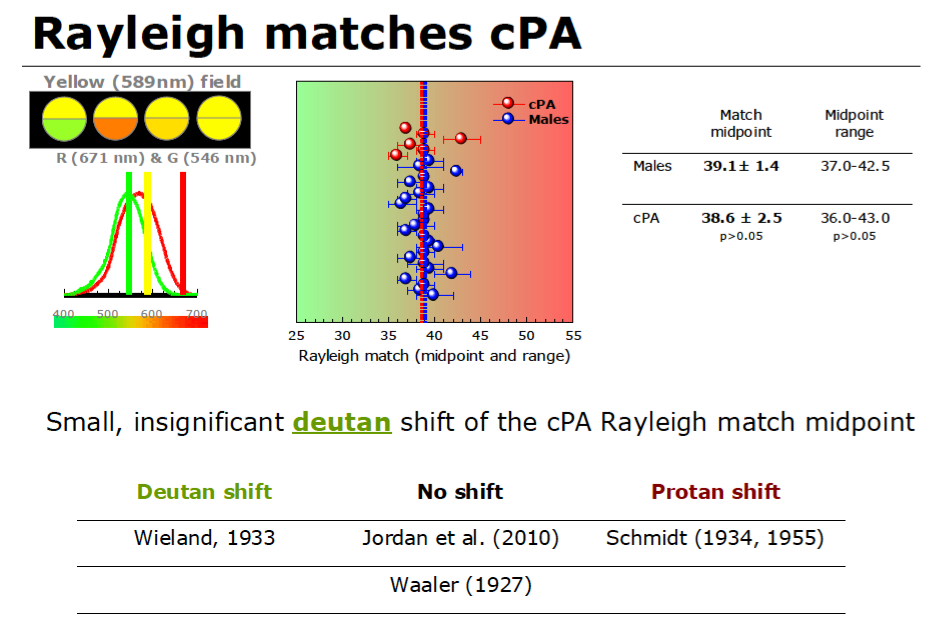 Rayleigh matches cPA
Yellow (589nm) field
R (671 nm) & G (546 nm)
400 500 600 700
cPA
Males
25 30 35 40 45 50 55
Rayleigh match (midpoint and range)
Match midpoint Midpoint range
Males 39.1± 1.4 37.0-42.5
cPA 38.6 ± 2.5 36.0-43.0
p>0.05 p>0.05
Small, insignificant deutan shift of the cPA Rayleigh match midpoint
Deutan shift No shift Protan shift
Wieland, 1933 Jordan et al. (2010) Schmidt (1934, 1955)
Waaler (1927)